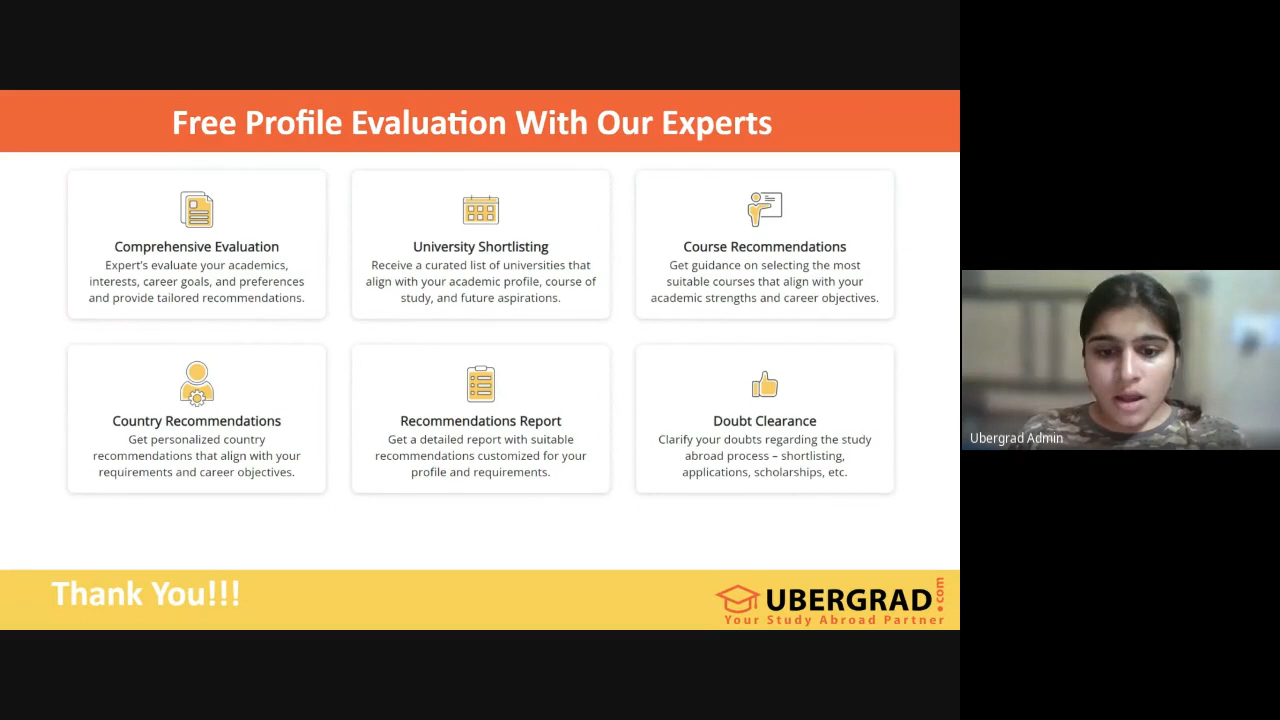 Free Profile Evaluation With Our Experts
Comprehensive Evaluation
Expert's evaluate your academics,
interests, career goals, and preferences
and provide tailored recommendations.
University Shortlisting
Receive a curated list of universities that
align with your academic profile, course of
study, and future aspirations.
Course Recommendations
Get guidance on selecting the most
suitable courses that align with your
academic strengths and career objectives.
Country Recommendations
Get personalized country
recommendations that align with your
requirements and career objectives.
Recommendations Report
Get a detailed report with suitable
recommendations customized for your
profile and requirements.
Doubt Clearance
Clarify your doubts regarding the study
abroad process – shortlisting,
applications, scholarships, etc.
Ubergrad Admin
Thank You!!!
UBERGRAD.com
Your Study Abroad Partner